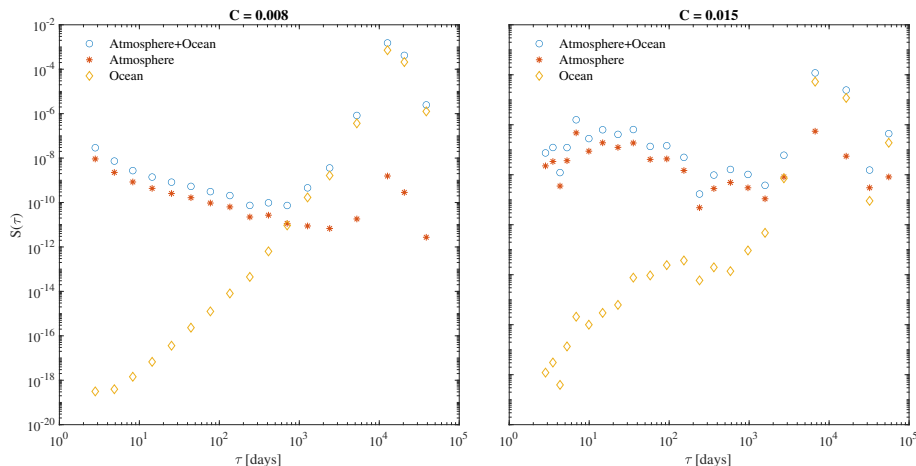 C = 0.008
Atmosphere+Ocean
Atmosphere
Ocean
S(τ)
10^-2
10^-4
10^-6
10^-8
10^-10
10^-12
10^-14
10^-16
10^-18
10^-20
10^0 10^1 10^2 10^3 10^4 10^5
τ [days]
C = 0.015
Atmosphere+Ocean
Atmosphere
Ocean
10^0 10^1 10^2 10^3 10^4 10^5
τ [days]